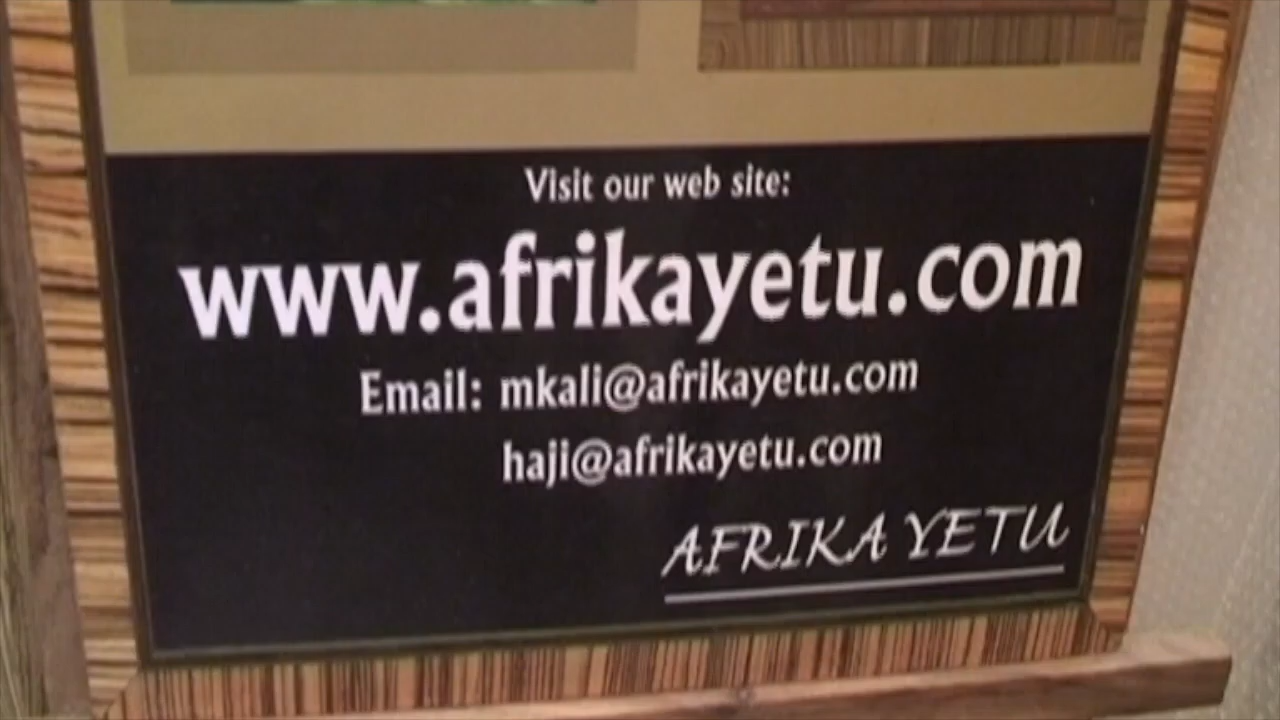 Visit our web site:
www.afrikayetu.com
Email: mkali@afrikayetu.com
haji@afrikayetu.com
AFRIKA YETU